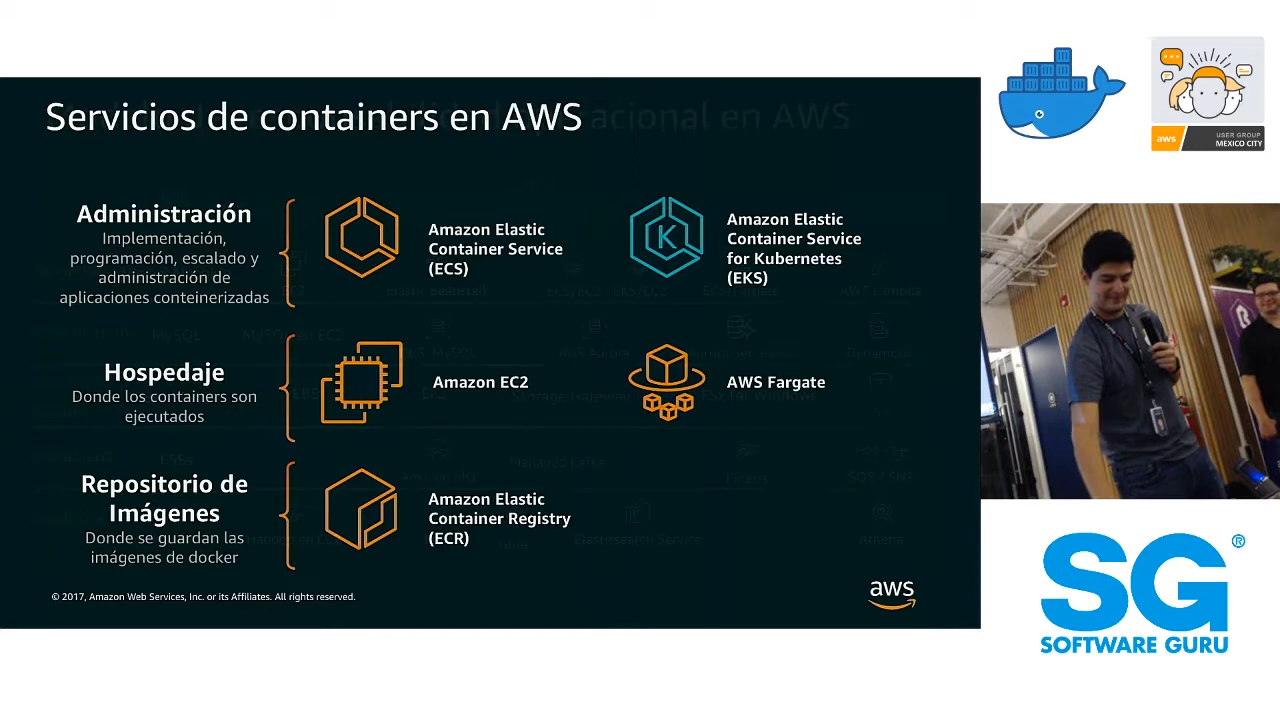 Servicios de containers en AWS
Administración
Implementación,
programación, escalado y
administración de
aplicaciones conteinerizadas
Amazon Elastic
Container Service
(ECS)
Amazon Elastic
Container Service
for Kubernetes
(EKS)
K
Hospedaje
Donde los containers son
ejecutados
Amazon EC2
AWS Fargate
Repositorio de
Imágenes
Donde se guardan las
imágenes de docker
Amazon Elastic
Container Registry
(ECR)
© 2017, Amazon Web Services, Inc. or its Affiliates. All rights reserved.
aws
aws
USER GROUP
MEXICO CITY
SG®
SOFTWARE GURU